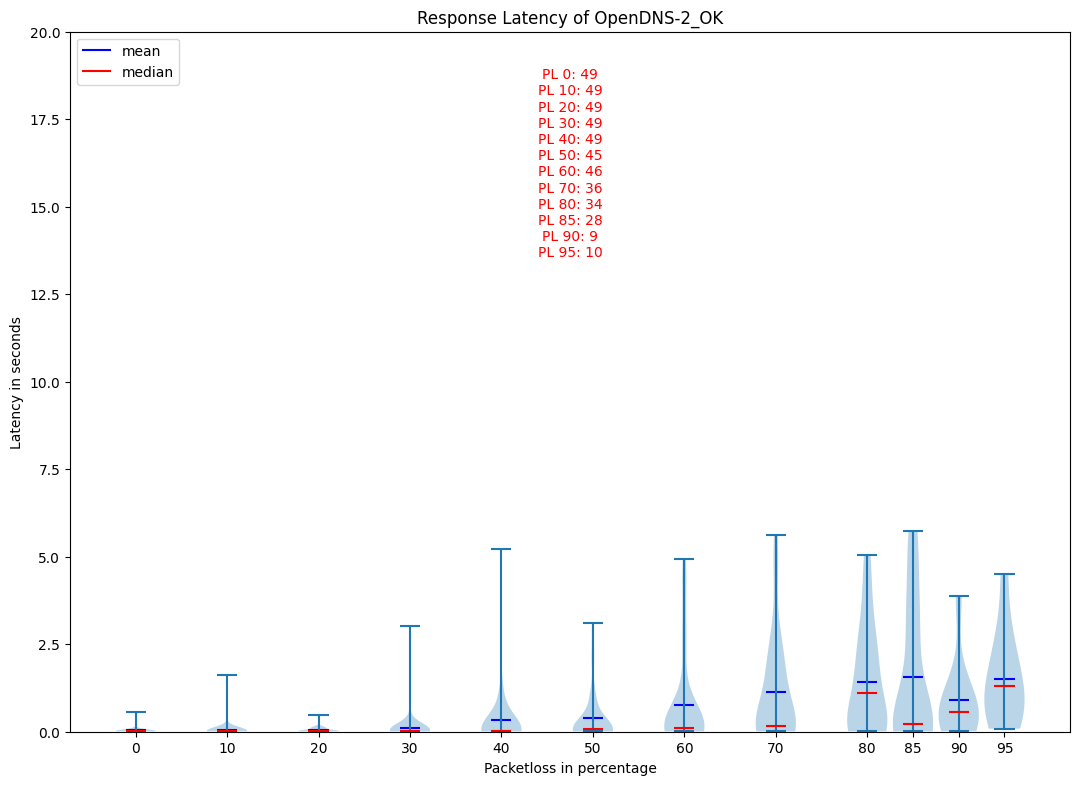 Response Latency of OpenDNS-2_OK
mean
median
PL 0: 49
PL 10: 49
PL 20: 49
PL 30: 49
PL 40: 49
PL 50: 45
PL 60: 46
PL 70: 36
PL 80: 34
PL 85: 28
PL 90: 9
PL 95: 10
Latency in seconds
20.0
17.5
15.0
12.5
10.0
7.5
5.0
2.5
0.0
0 10 20 30 40 50 60 70 80 85 90 95
Packetloss in percentage